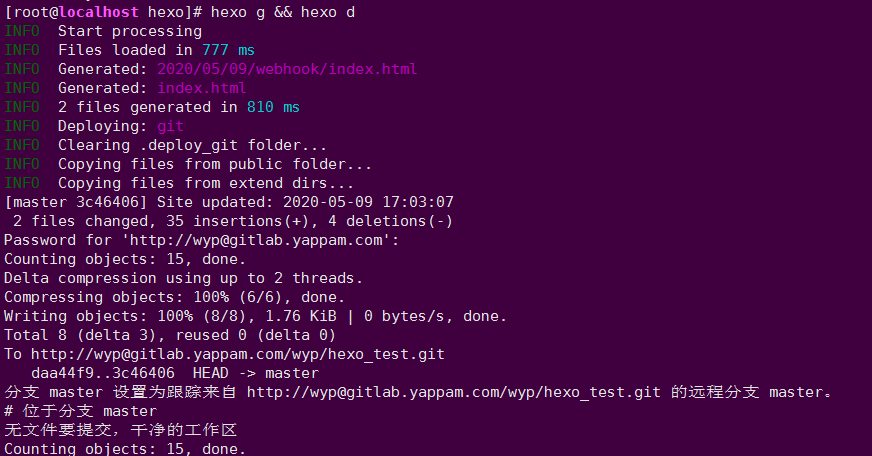 [root@localhost hexo]# hexo g && hexo d
INFO  Start processing
INFO  Files loaded in 777 ms
INFO  Generated: 2020/05/09/webhook/index.html
INFO  Generated: index.html
INFO  2 files generated in 810 ms
INFO  Deploying: git
INFO  Clearing .deploy_git folder...
INFO  Copying files from public folder...
INFO  Copying files from extend dirs...
[master 3c46406] Site updated: 2020-05-09 17:03:07
 2 files changed, 35 insertions(+), 4 deletions(-)
Password for 'http://wyp@gitlab.yappam.com':
Counting objects: 15, done.
Delta compression using up to 2 threads.
Compressing objects: 100% (6/6), done.
Writing objects: 100% (8/8), 1.76 KiB | 0 bytes/s, done.
Total 8 (delta 3), reused 0 (delta 0)
To http://wyp@gitlab.yappam.com/wyp/hexo_test.git
   daa44f9..3c46406  HEAD -> master
分支 master 设置为跟踪来自 http://wyp@gitlab.yappam.com/wyp/hexo_test.git 的远程分支 master。
# 位于分支 master
无文件要提交，干净的工作区
Counting objects: 15, done.